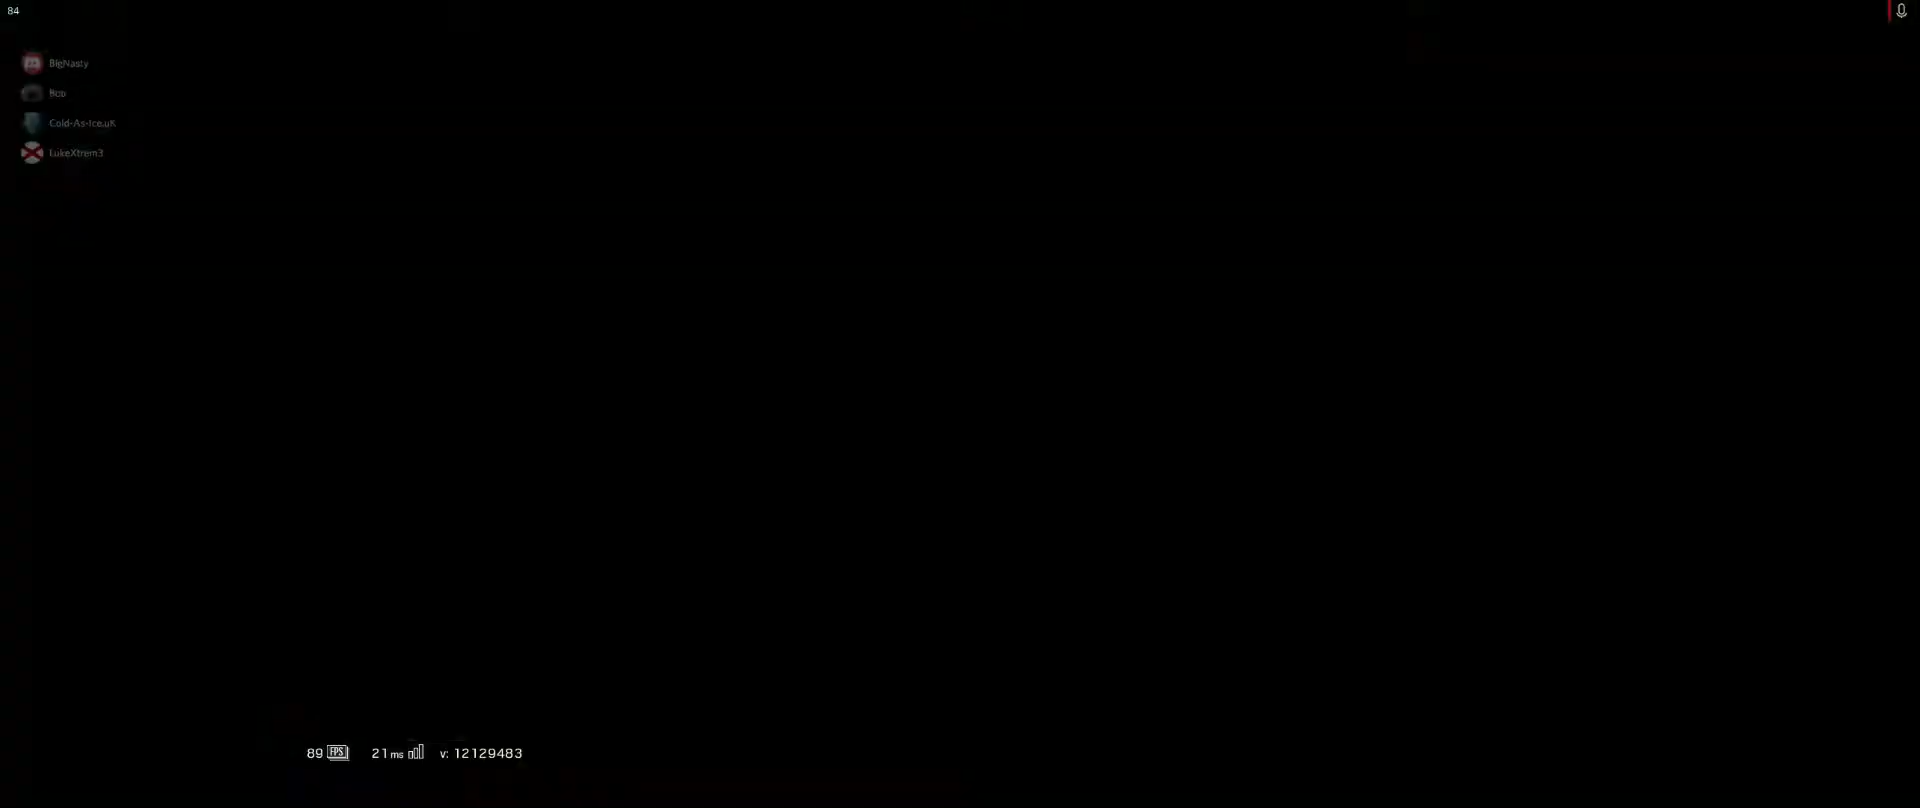 84
BigNasty
Bob
Cold-As-Ice.uK
LukeXtrem3
89 FPS 21 ms v: 12129483